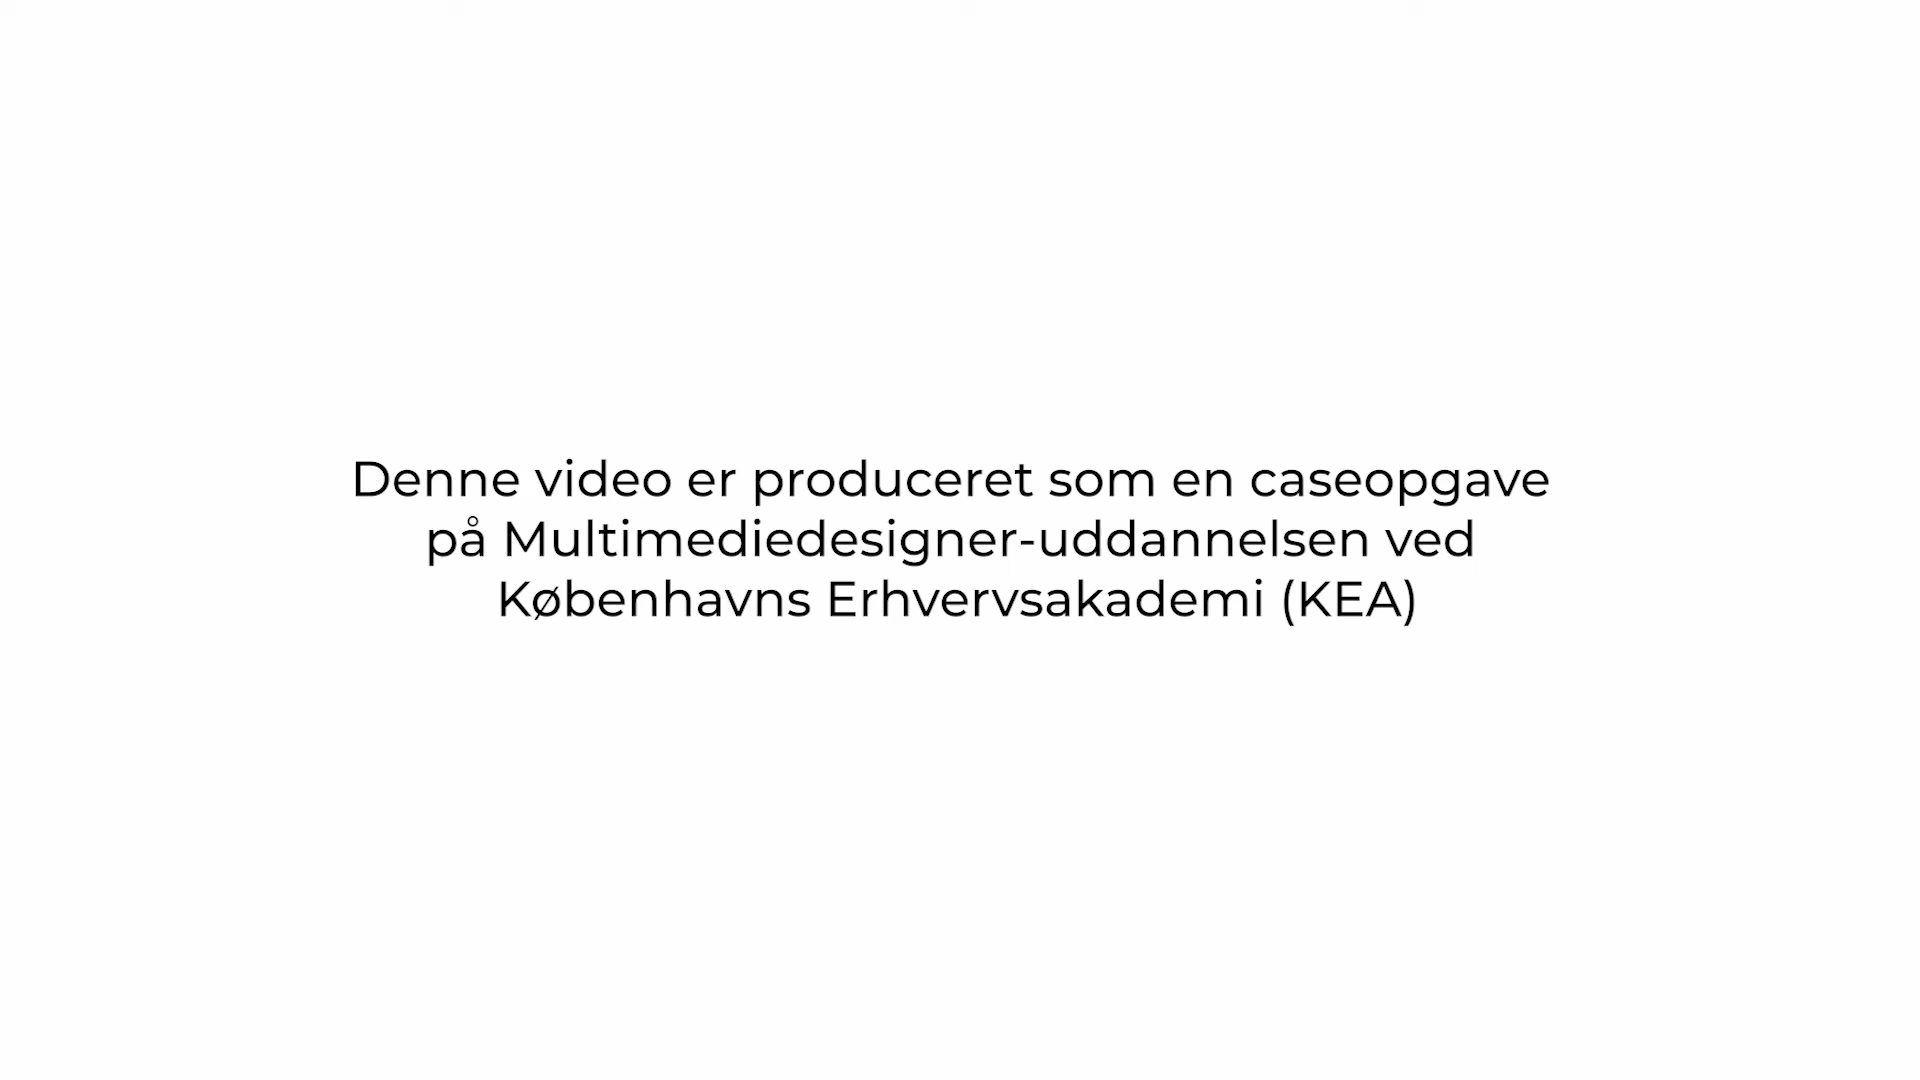 Denne video er produceret som en caseopgave
på Multimediedesigner-uddannelsen ved
Københavns Erhvervsakademi (KEA)